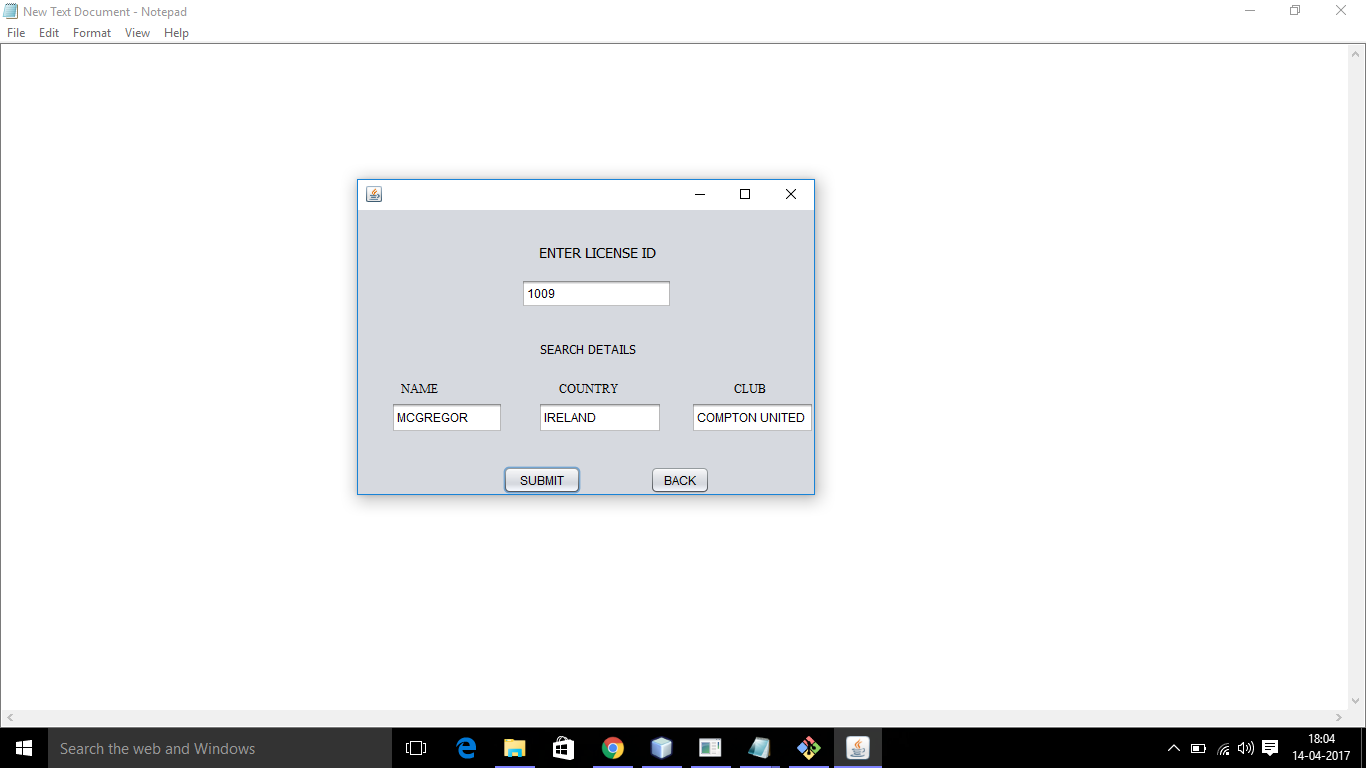 New Text Document - Notepad
File Edit Format View Help
ENTER LICENSE ID
1009
SEARCH DETAILS
NAME COUNTRY CLUB
MCGREGOR IRELAND COMPTON UNITED
SUBMIT BACK
Search the web and Windows
18:04
14-04-2017